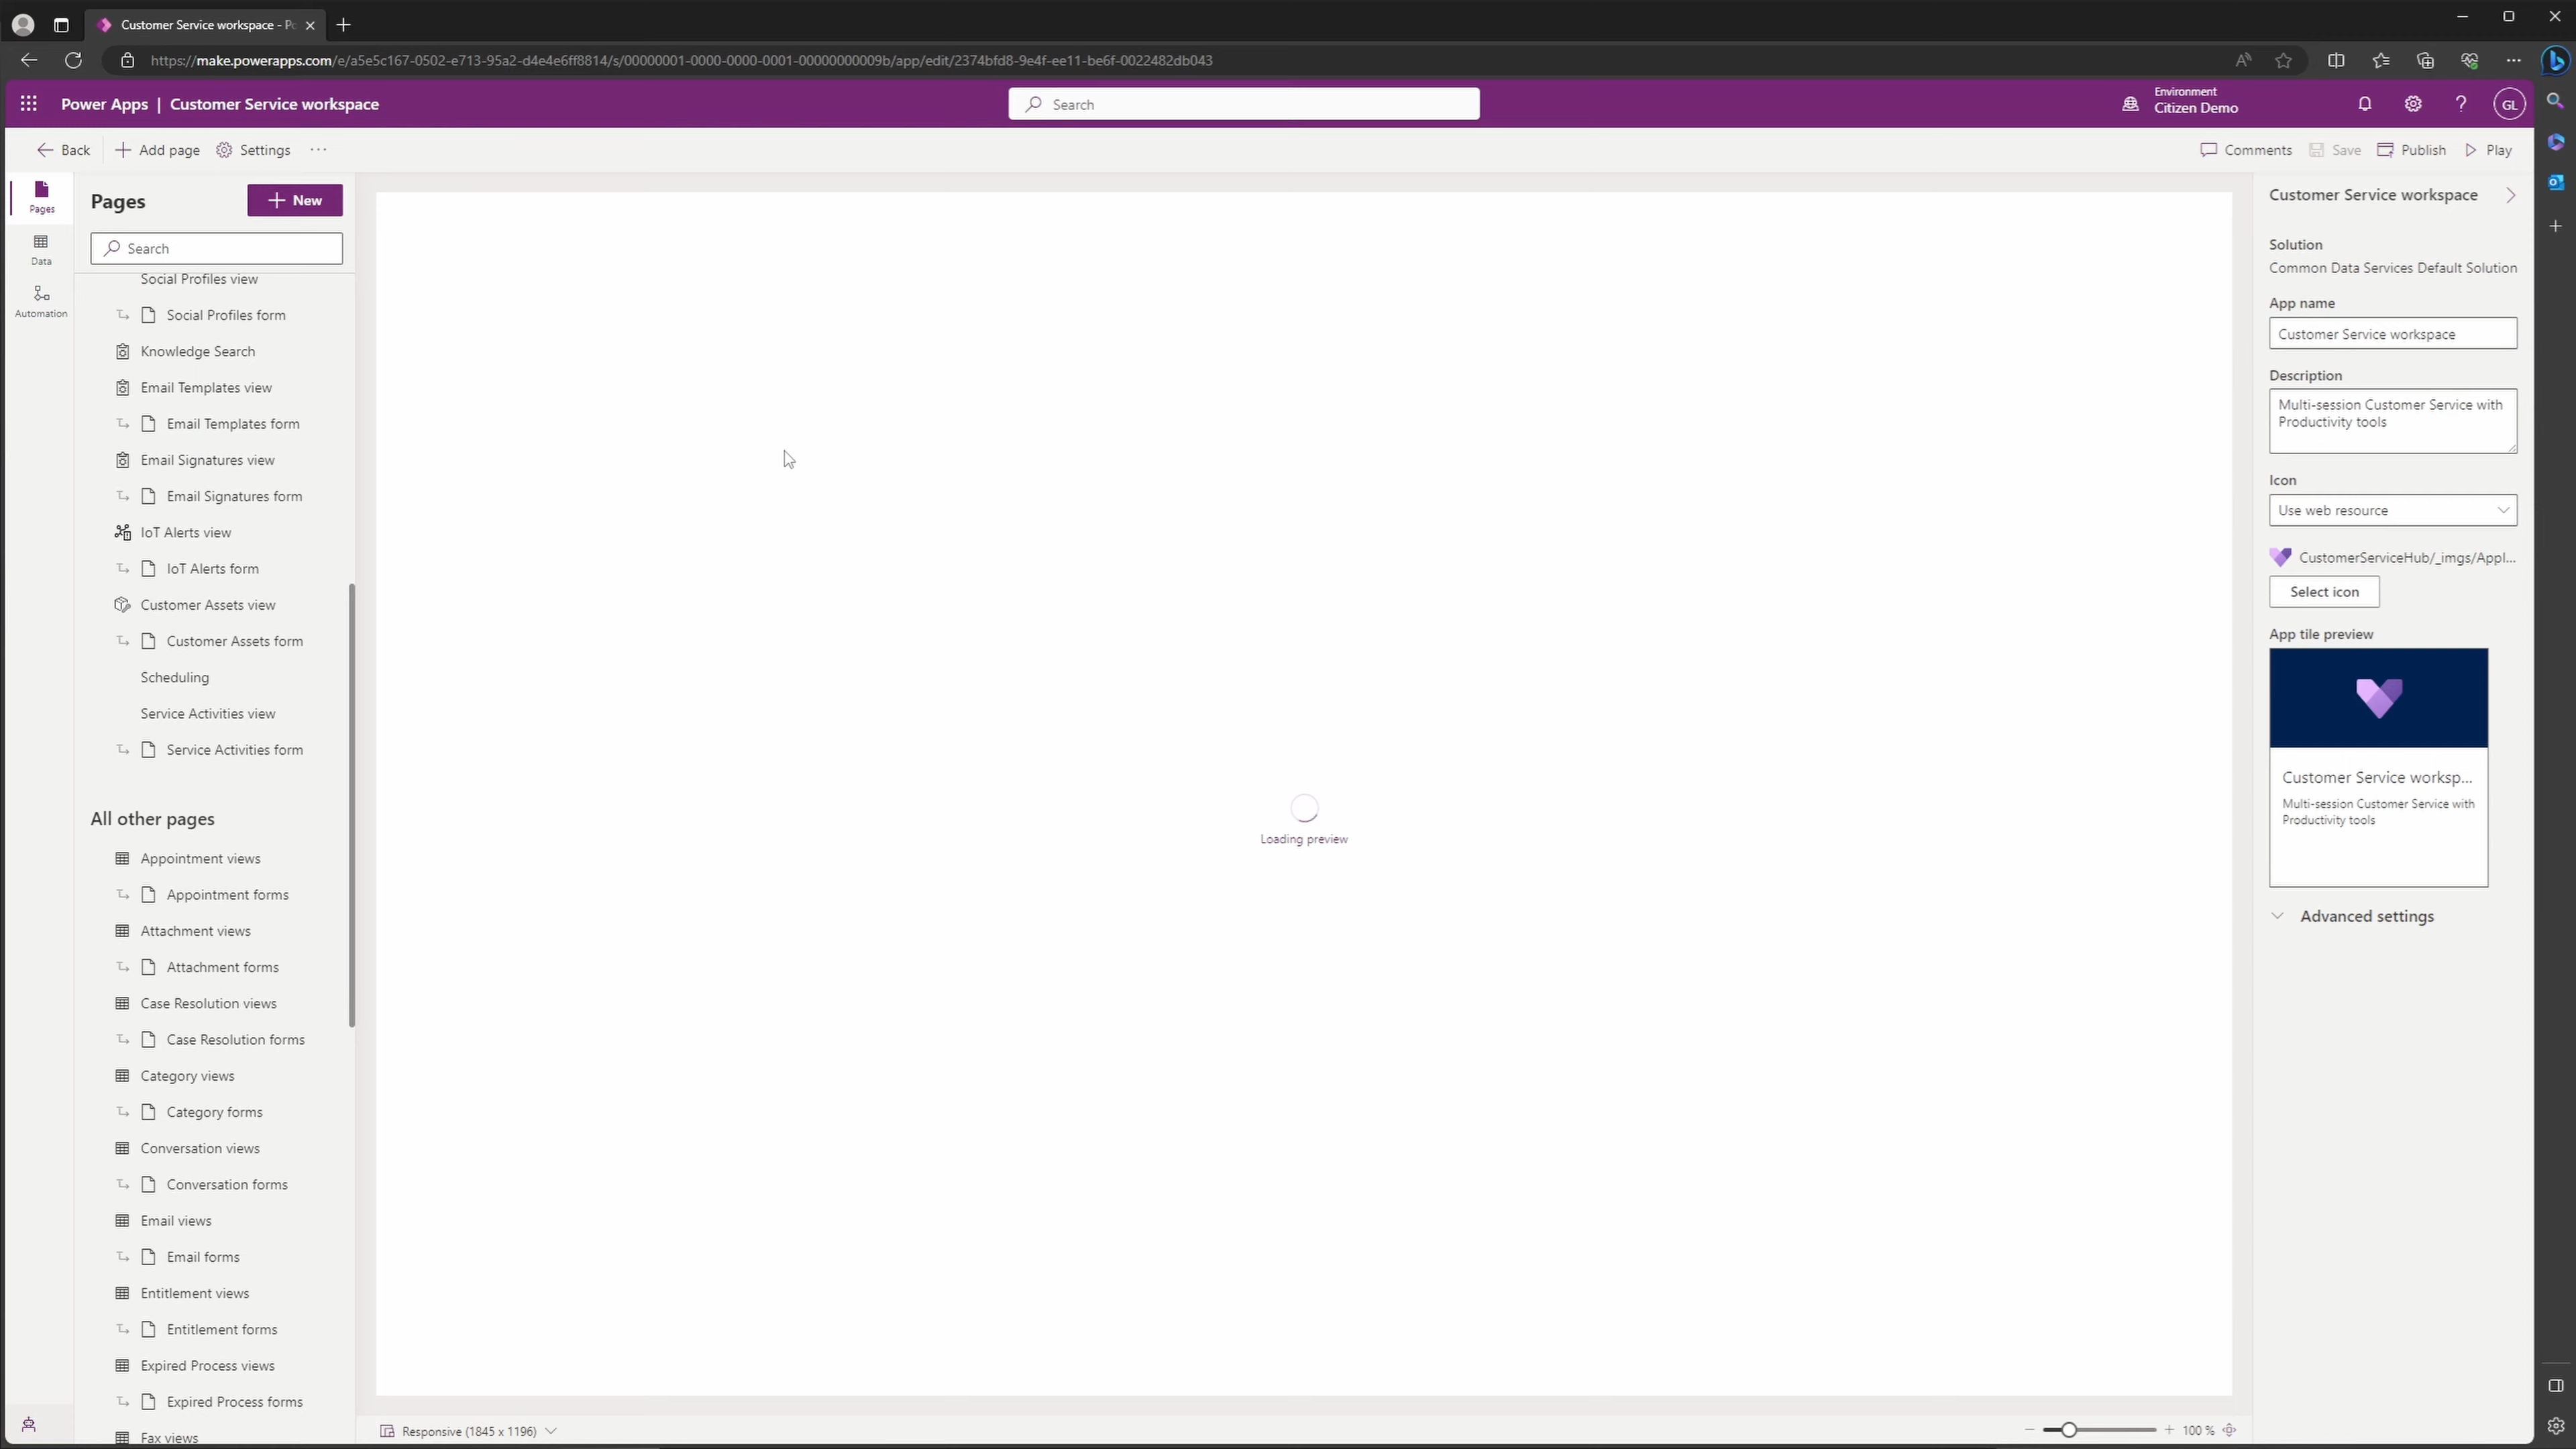 Customer Service workspace - Po
https://make.powerapps.com/e/a5e5c167-0502-e713-95a2-d4e4e6ff8814/s/00000001-0000-0000-0001-00000000009b/app/edit/2374bfd8-9e4f-ee11-be6f-0022482db043
Power Apps | Customer Service workspace
Search
Environment
Citizen Demo
GL
Back
Add page
Settings
Comments
Save
Publish
Play
Pages
Data
Automation
Pages
New
Search
Social Profiles view
Social Profiles form
Knowledge Search
Email Templates view
Email Templates form
Email Signatures view
Email Signatures form
IoT Alerts view
IoT Alerts form
Customer Assets view
Customer Assets form
Scheduling
Service Activities view
Service Activities form
All other pages
Appointment views
Appointment forms
Attachment views
Attachment forms
Case Resolution views
Case Resolution forms
Category views
Category forms
Conversation views
Conversation forms
Email views
Email forms
Entitlement views
Entitlement forms
Expired Process views
Expired Process forms
Fax views
Loading preview
Responsive (1845 x 1196)
100 %
Customer Service workspace
Solution
Common Data Services Default Solution
App name
Customer Service workspace
Description
Multi-session Customer Service with
Productivity tools
Icon
Use web resource
CustomerServiceHub/_imgs/Appl...
Select icon
App tile preview
Customer Service worksp...
Multi-session Customer Service with
Productivity tools
Advanced settings